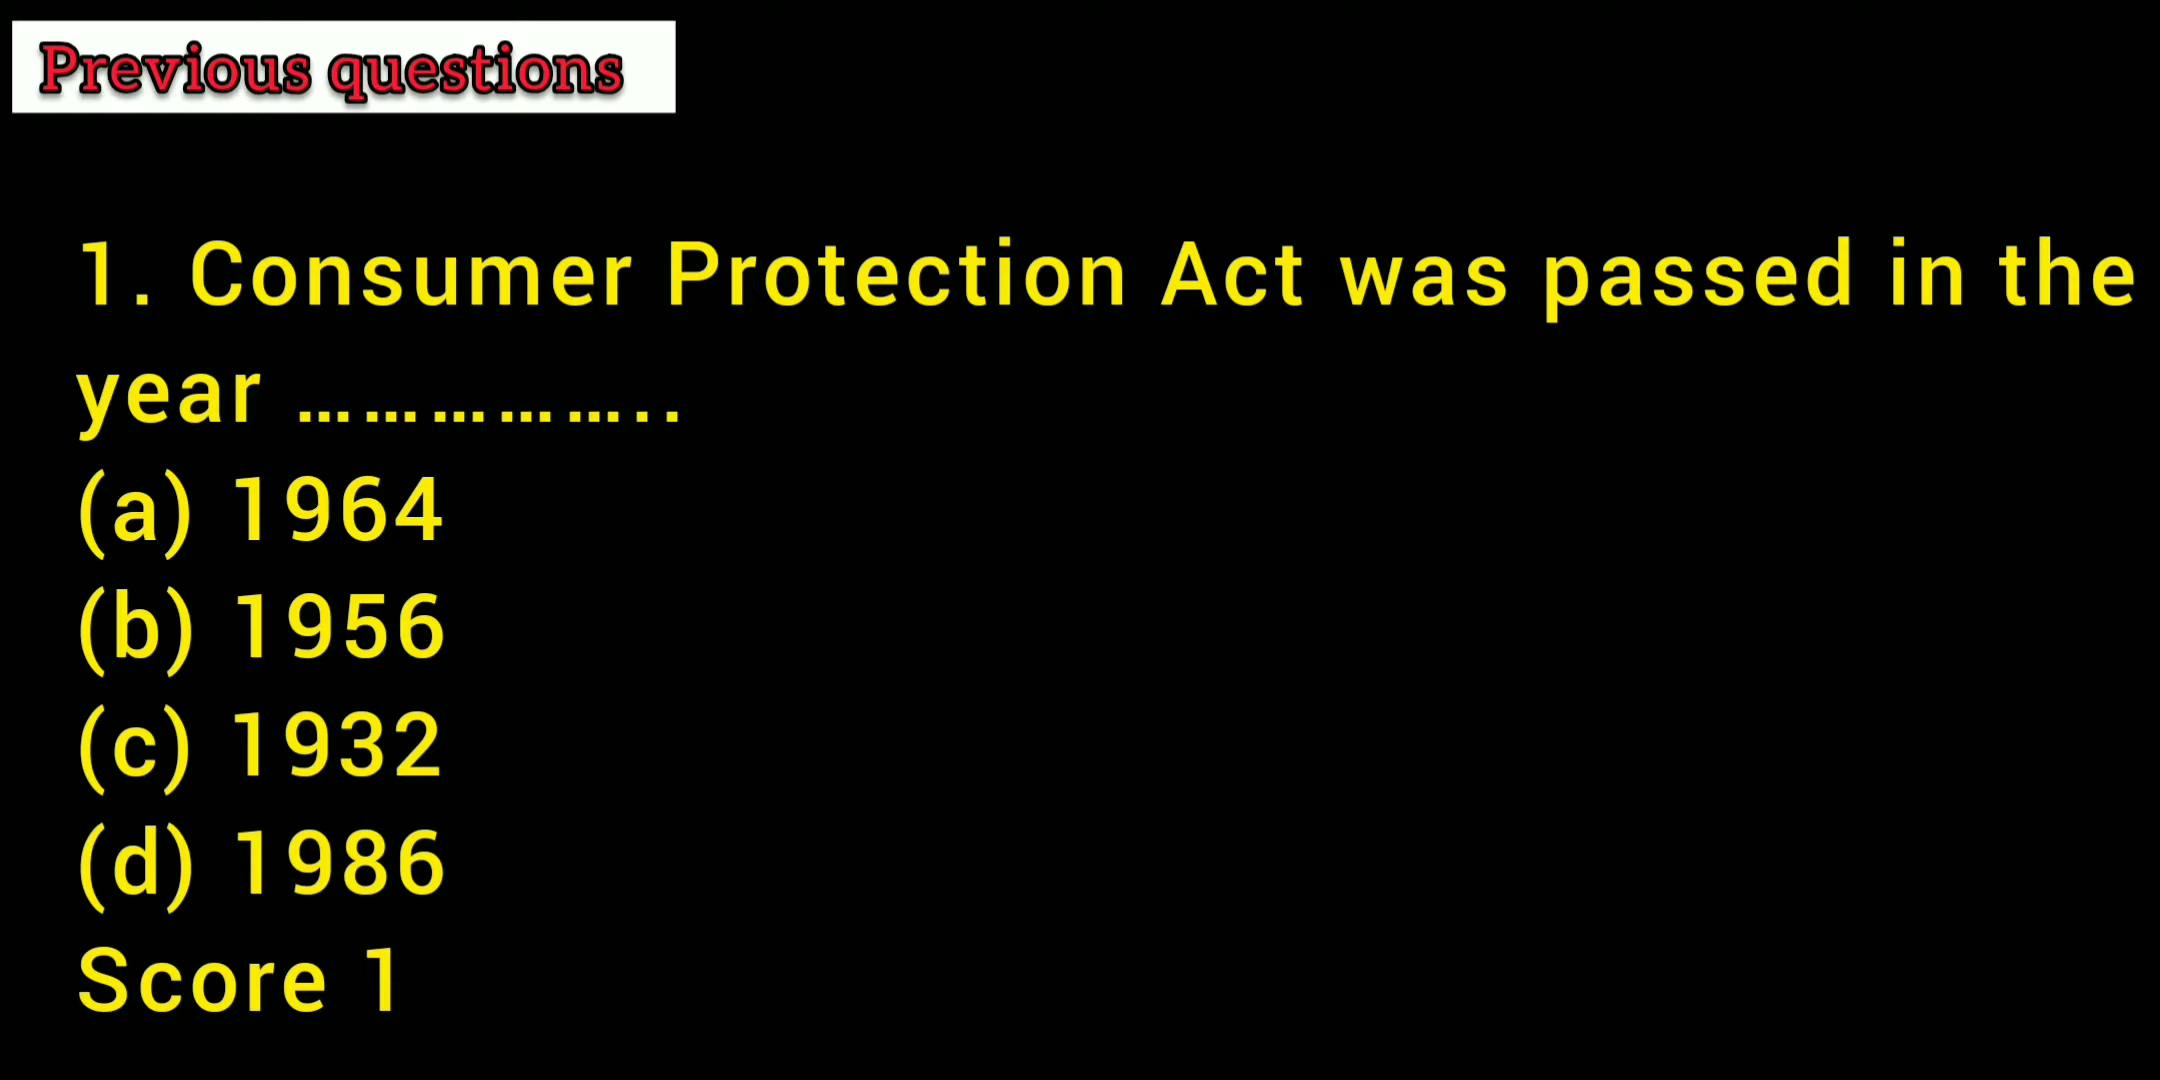 Previous questions
1. Consumer Protection Act was passed in the
year ……………..
(a) 1964
(b) 1956
(c) 1932
(d) 1986
Score 1